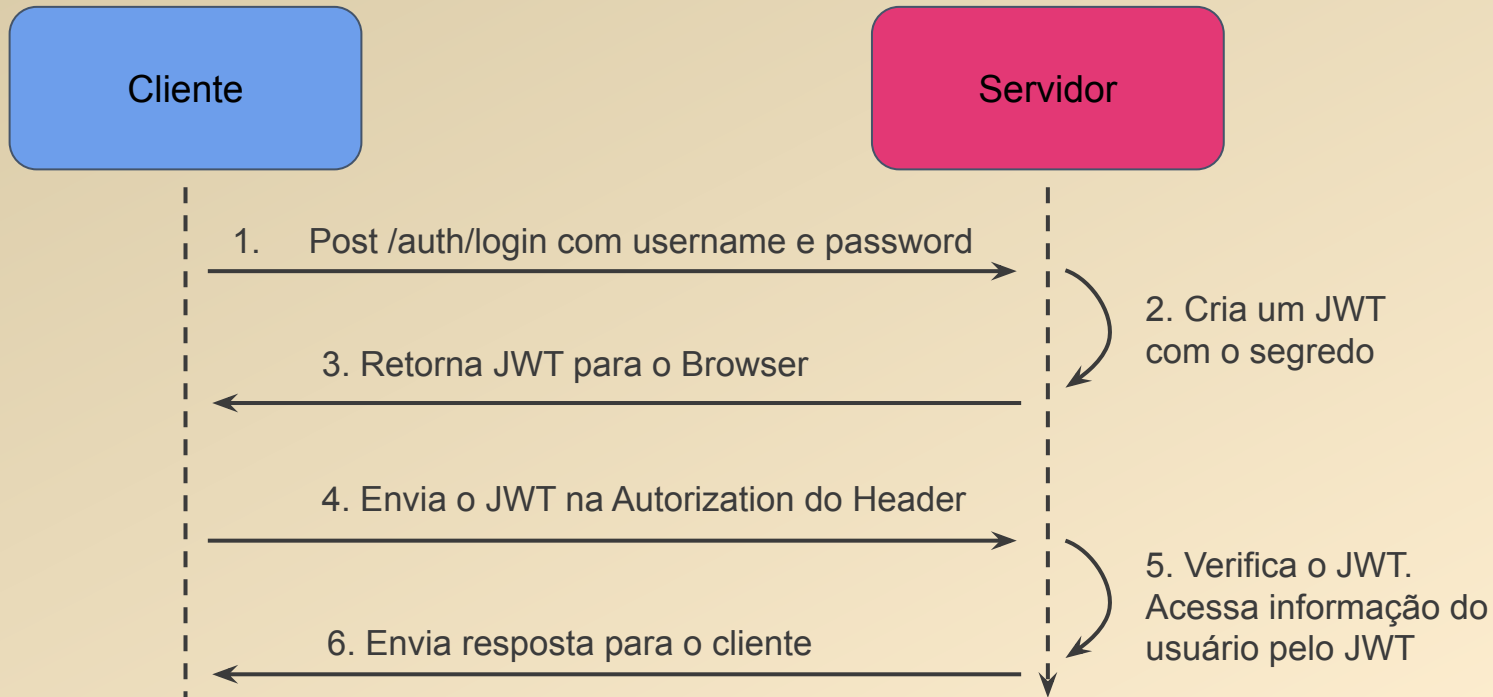 Cliente
Servidor
1. Post /auth/login com username e password
2. Cria um JWT
com o segredo
3. Retorna JWT para o Browser
4. Envia o JWT na Autorization do Header
5. Verifica o JWT.
Acessa informação do
usuário pelo JWT
6. Envia resposta para o cliente